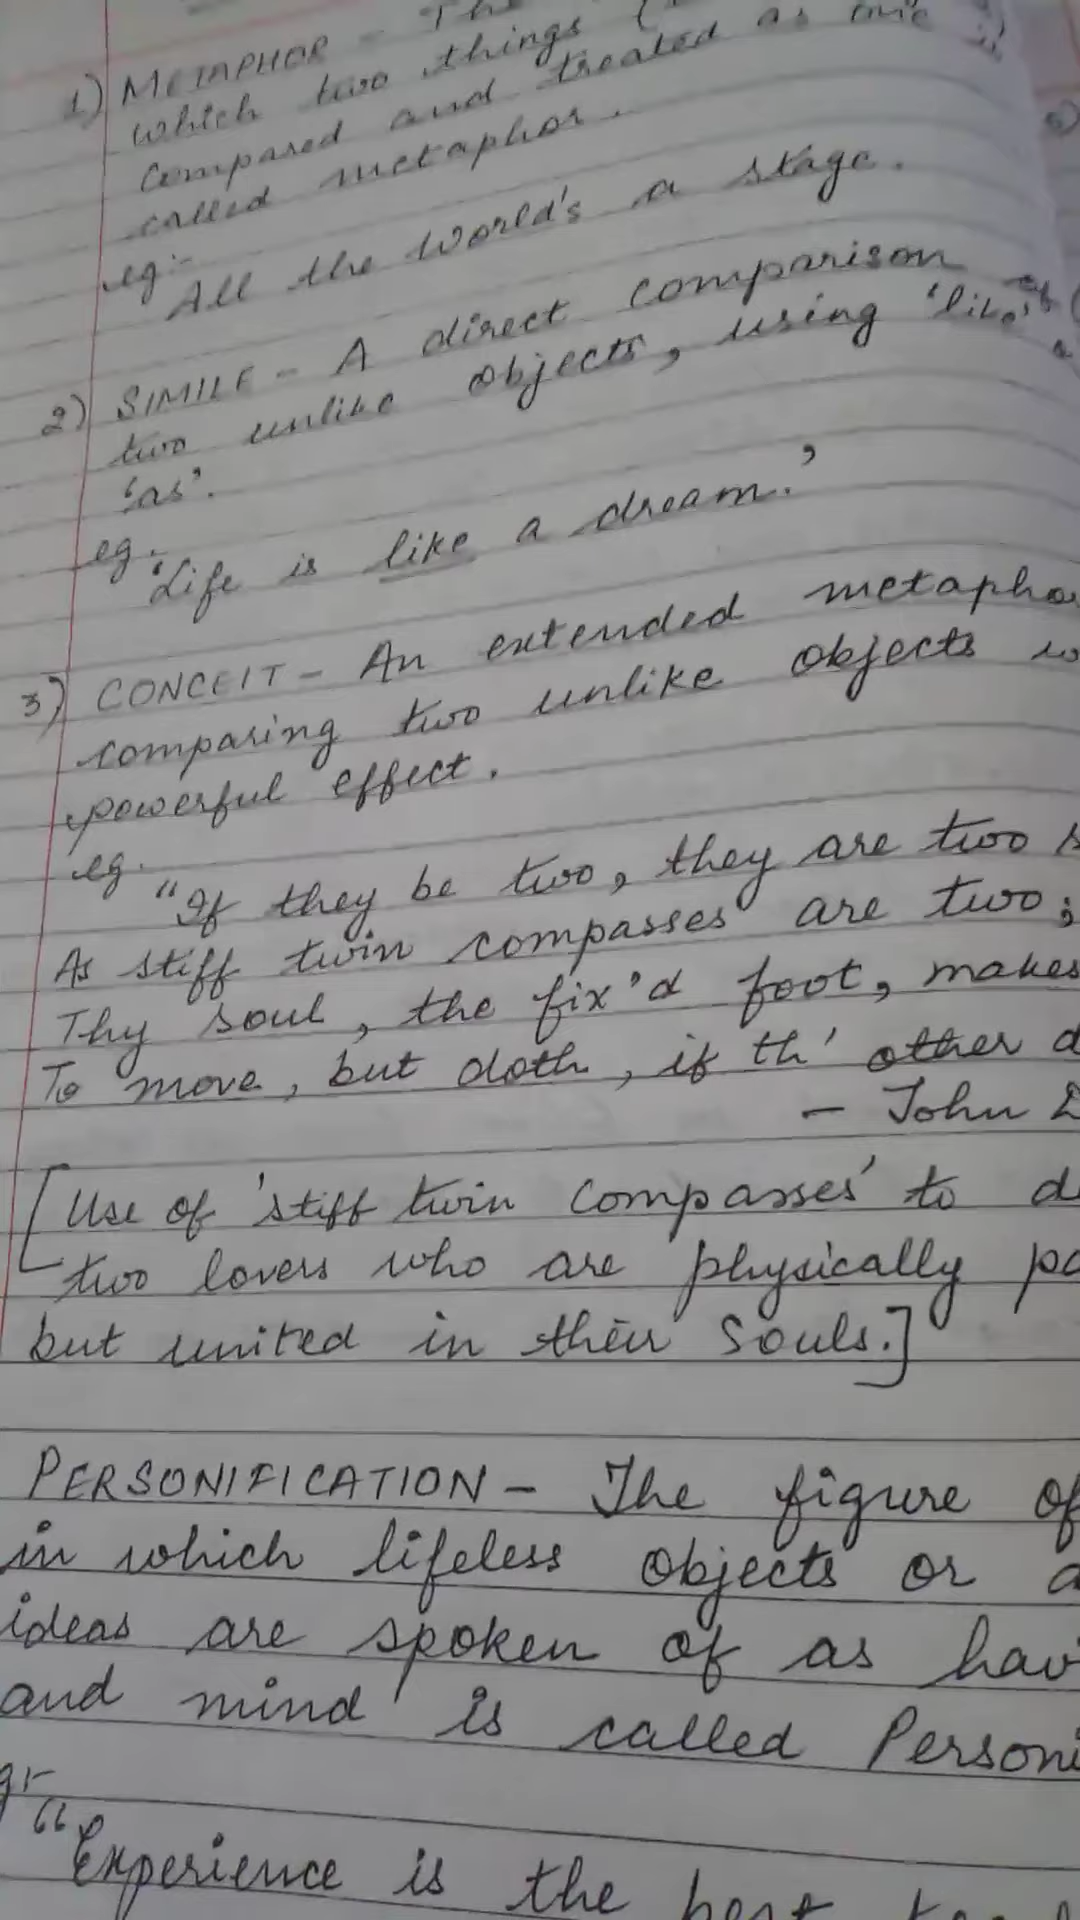 1) METAPHOR - Th
which two things (
compared and treated as one is
called metaphor.
eg:-
All the World's a stage.
2) SIMILE - A direct comparison of
two unlike objects, using 'like'
'as'.
eg.
'Life is like a dream.'
3) CONCEIT - An extended metapho
comparing two unlike objects
powerful effect.
eg.
"If they be two, they are two s
As stiff twin compasses are two;
Thy soul, the fix'd foot, makes
To move, but doth, if th' other d
- John D
[Use of 'stiff twin compasses' to d
two lovers who are physically
but united in their souls.]
PERSONIFICATION - The figure of
in which lifeless objects or a
ideas are spoken of as havi
and mind is called Personi
g:-
"Experience is the best